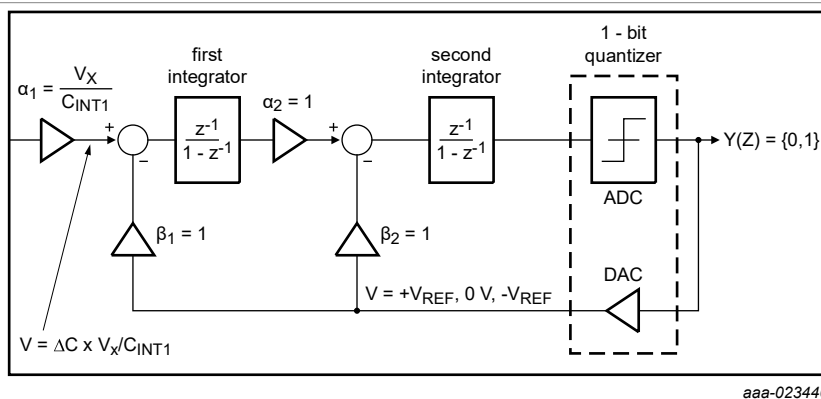 1 - bit
quantizer
first
integrator
second
integrator
α1 = VX
CINT1
α2 = 1
+
+
z-1
1 - z-1
z-1
1 - z-1
−
−
Y(Z) = {0,1}
ADC
β1 = 1
β2 = 1
DAC
V = +VREF, 0 V, -VREF
V = ΔC x Vx/CINT1